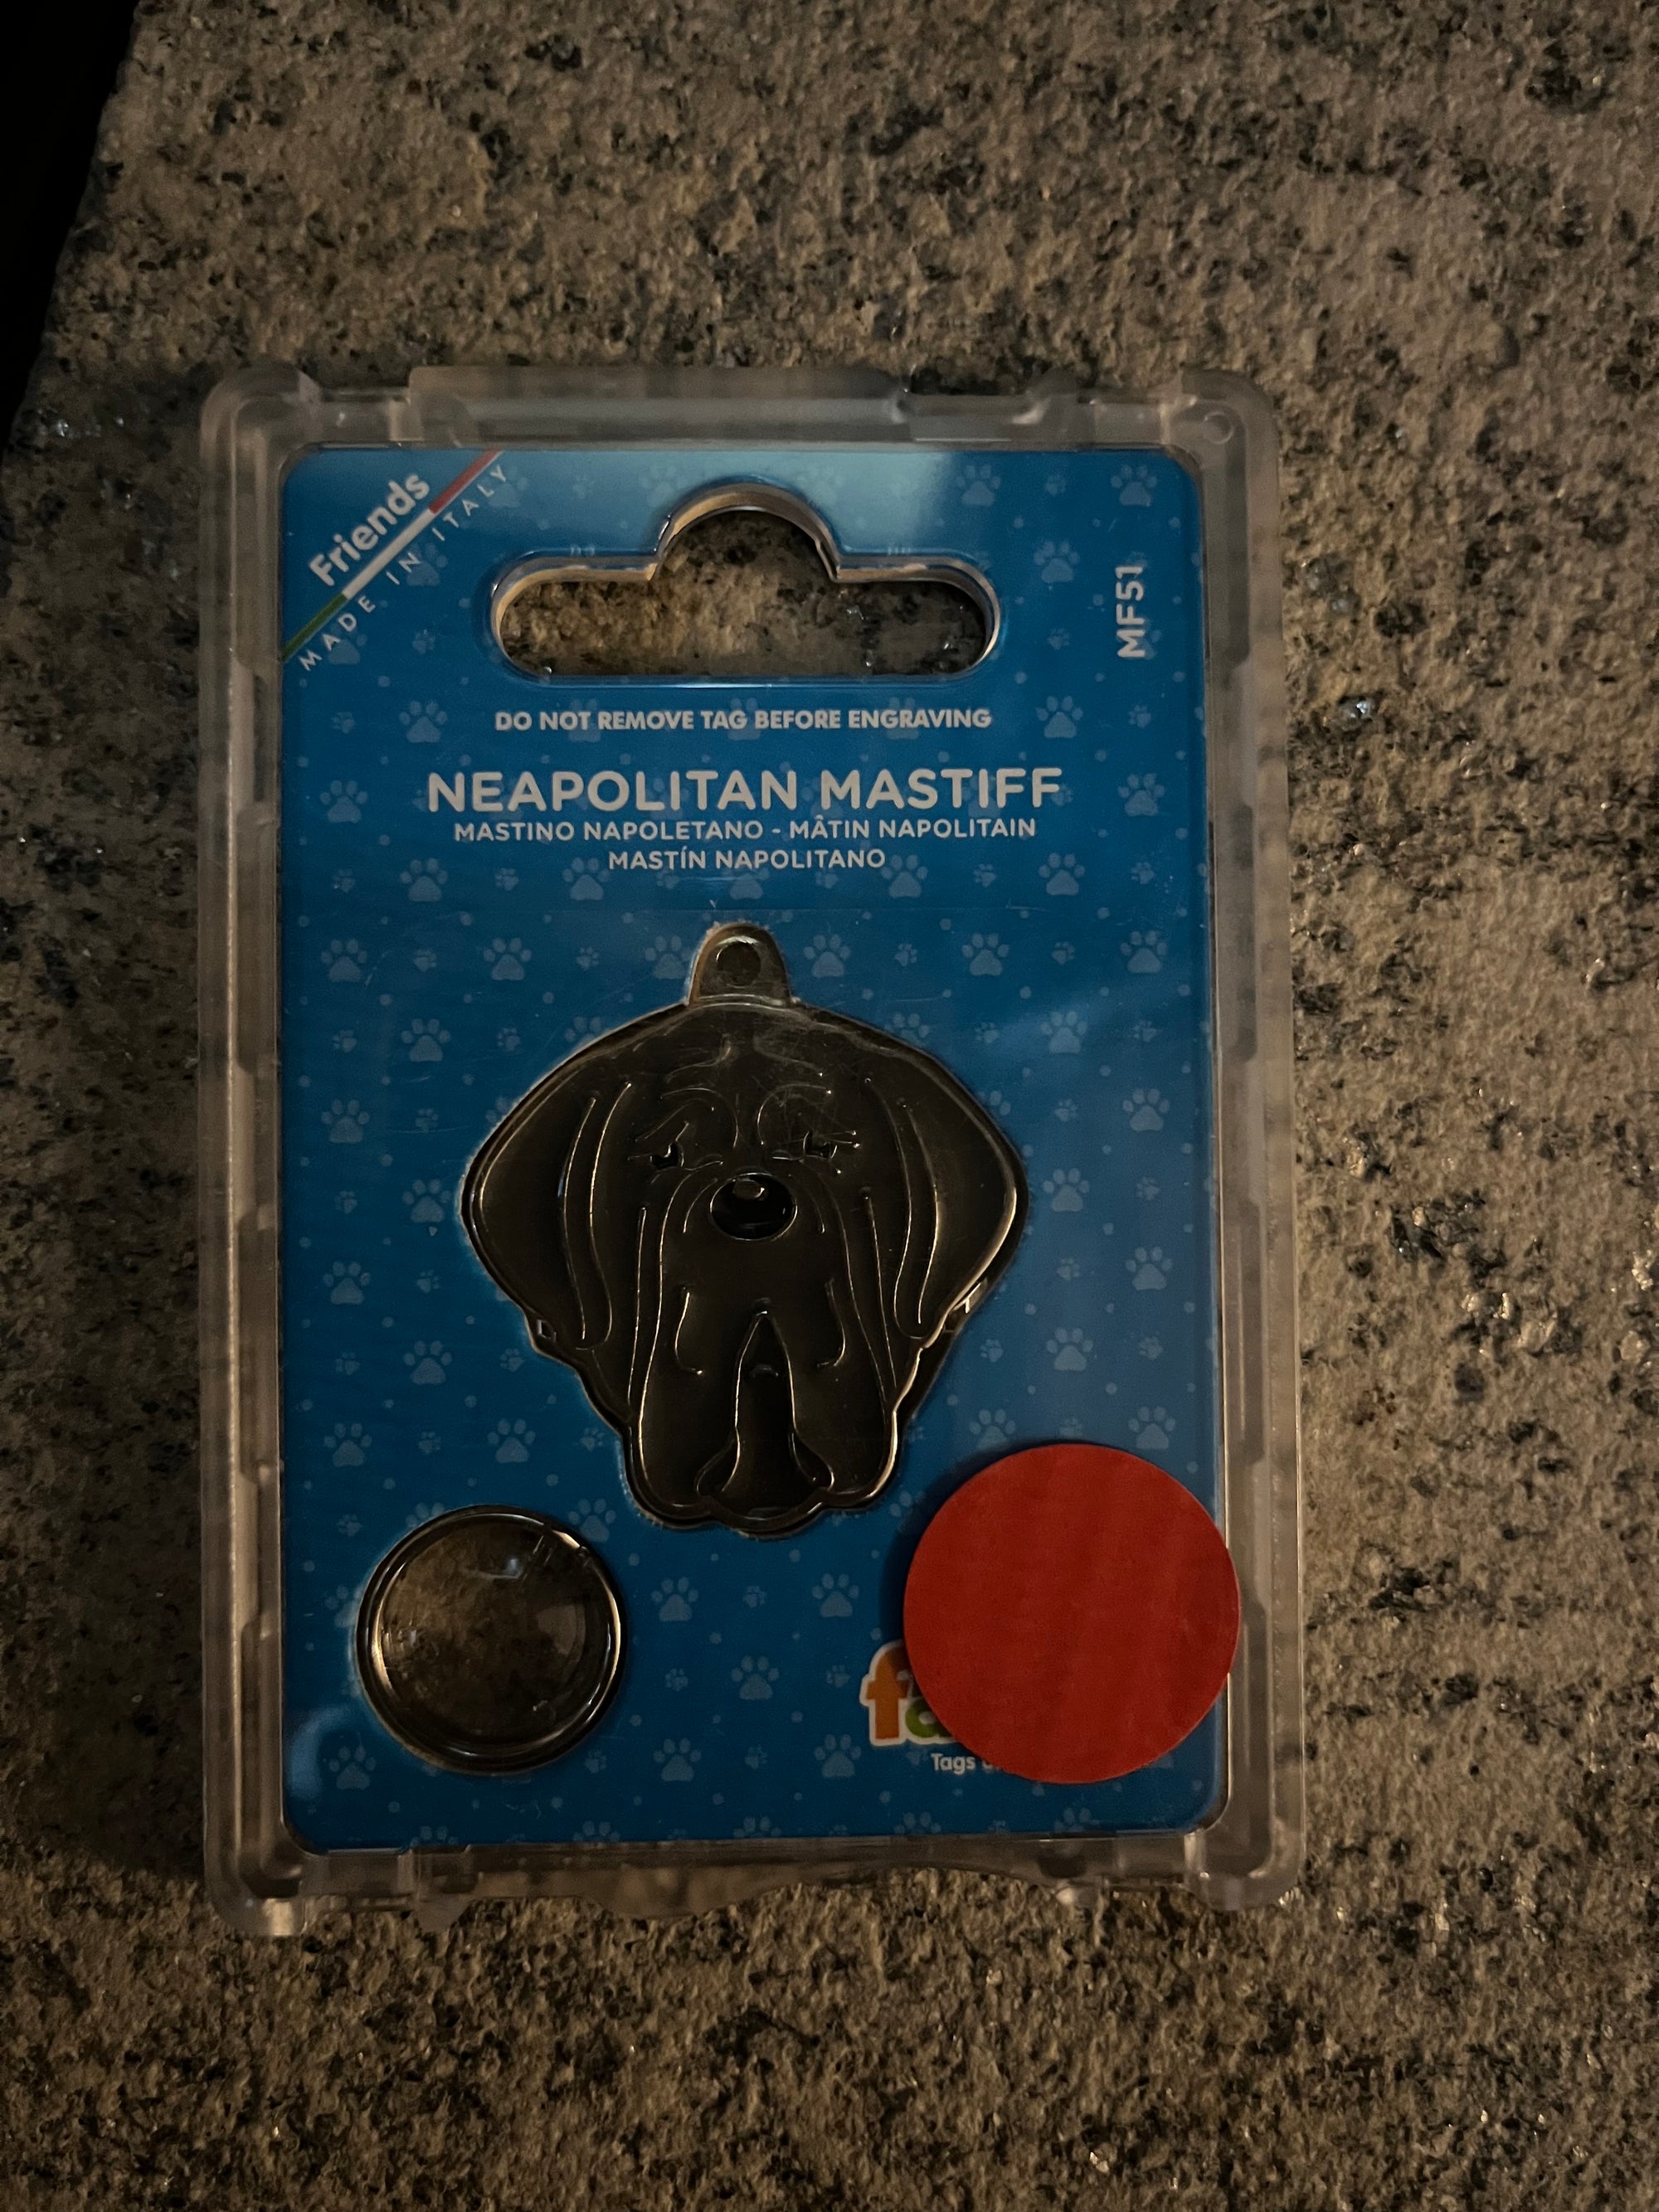 Friends
MADE IN ITALY
MF51
DO NOT REMOVE TAG BEFORE ENGRAVING
NEAPOLITAN MASTIFF
MASTINO NAPOLETANO - MÂTIN NAPOLITAIN
MASTÍN NAPOLITANO
Tags